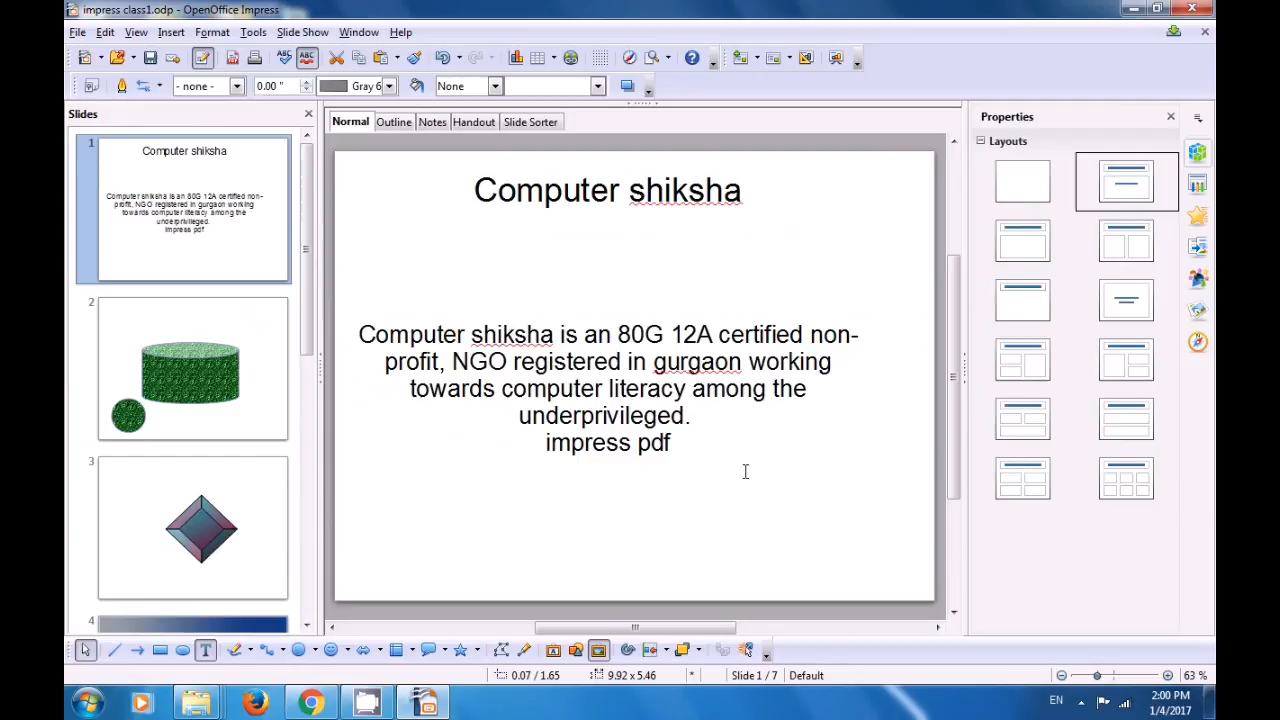 impress class1.odp - OpenOffice Impress
File Edit View Insert Format Tools Slide Show Window Help
- none - 0.00 " Gray 6 None
Slides
Normal Outline Notes Handout Slide Sorter
Properties
Layouts
1
Computer shiksha
Computer shiksha is an 80G 12A certified non-
profit, NGO registered in gurgaon working
towards computer literacy among the
underprivileged.
impress pdf
2
3
4
Computer shiksha
Computer shiksha is an 80G 12A certified non-
profit, NGO registered in gurgaon working
towards computer literacy among the
underprivileged.
impress pdf
0.07 / 1.65 9.92 x 5.46 * Slide 1 / 7 Default 63 %
EN 2:00 PM
1/4/2017